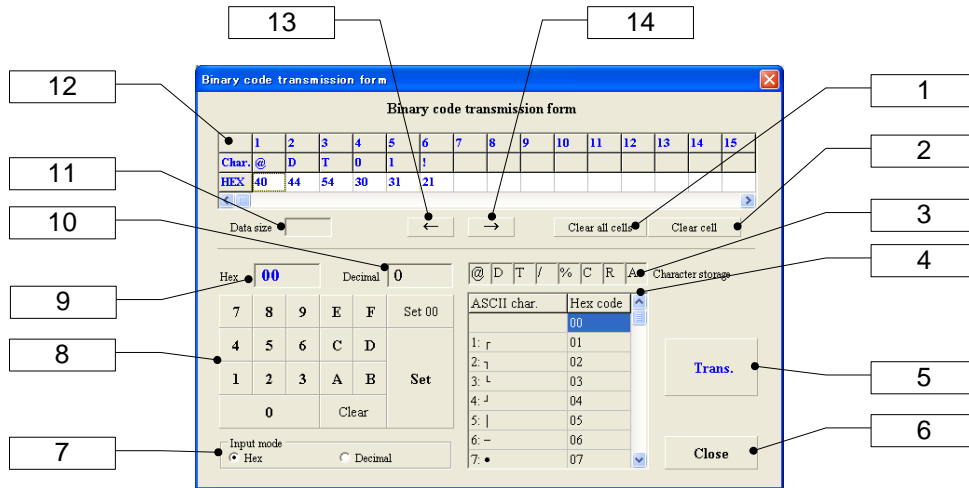 13 14
12 1
Binary code transmission form
Binary code transmission form
1 2 3 4 5 6 7 8 9 10 11 12 13 14 15
Char. @ D T 0 1 !
HEX 40 44 54 30 31 21
2
11
Data size ← → Clear all cells Clear cell
10 3
Hex 00 Decimal 0 @ D T / % C R A Character storage
4
9
ASCII char. Hex code
7 8 9 E F Set 00
00
8
4 5 6 C D
1: ┌ 01
2: ┐ 02
1 2 3 A B Set
3: └ 03
Trans.
5
4: ┘ 04
0 Clear
5: | 05
6
7
Input mode
6: — 06
Hex Decimal
7: ● 07
Close